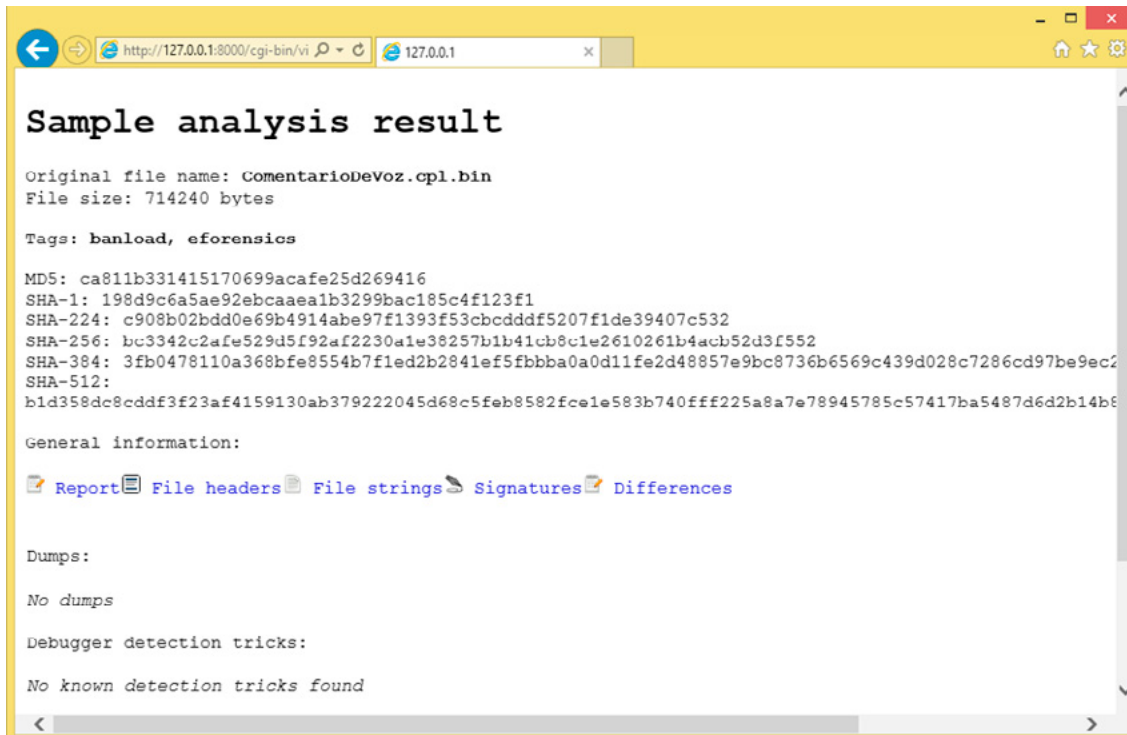 http://127.0.0.1:8000/cgi-bin/vi
127.0.0.1
Sample analysis result
Original file name: ComentarioDeVoz.cpl.bin
File size: 714240 bytes
Tags: banload, eforensics
MD5: ca811b331415170699acafe25d269416
SHA-1: 198d9c6a5ae92ebcaaea1b3299bac185c4f123f1
SHA-224: c908b02bdd0e69b4914abe97f1393f53cbcdddf5207f1de39407c532
SHA-256: bc3342c2afe529d5f92af2230a1e38257b1b41cb8c1e2610261b4acb52d3f552
SHA-384: 3fb0478110a368bfe8554b7f1ed2b2841ef5fbbba0a0d11fe2d48857e9bc8736b6569c439d028c7286cd97be9ec2
SHA-512:
b1d358dc8cddf3f23af4159130ab379222045d68c5feb8582fce1e583b740fff225a8a7e78945785c57417ba5487d6d2b14b8
General information:
Report File headers File strings Signatures Differences
Dumps:
No dumps
Debugger detection tricks:
No known detection tricks found